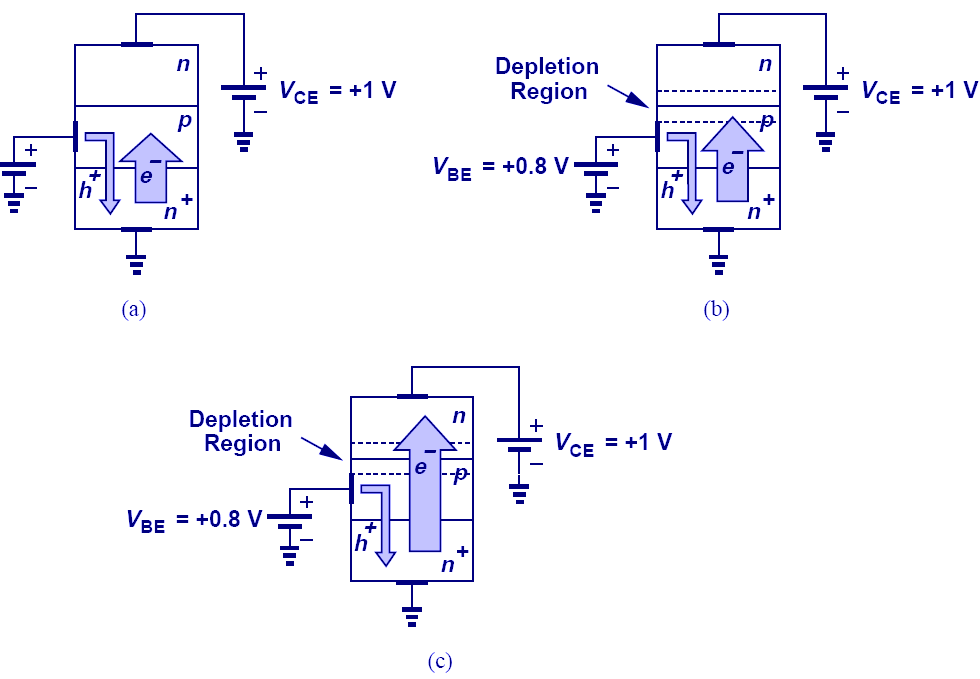 n
+
V_CE = +1 V
−
p
+
−
−
e
h+
n+
(a)
Depletion
Region
n
+
V_CE = +1 V
−
p
V_BE = +0.8 V
+
−
−
e
h+
n+
(b)
Depletion
Region
n
+
V_CE = +1 V
−
−
e
p
V_BE = +0.8 V
+
−
h+
n+
(c)